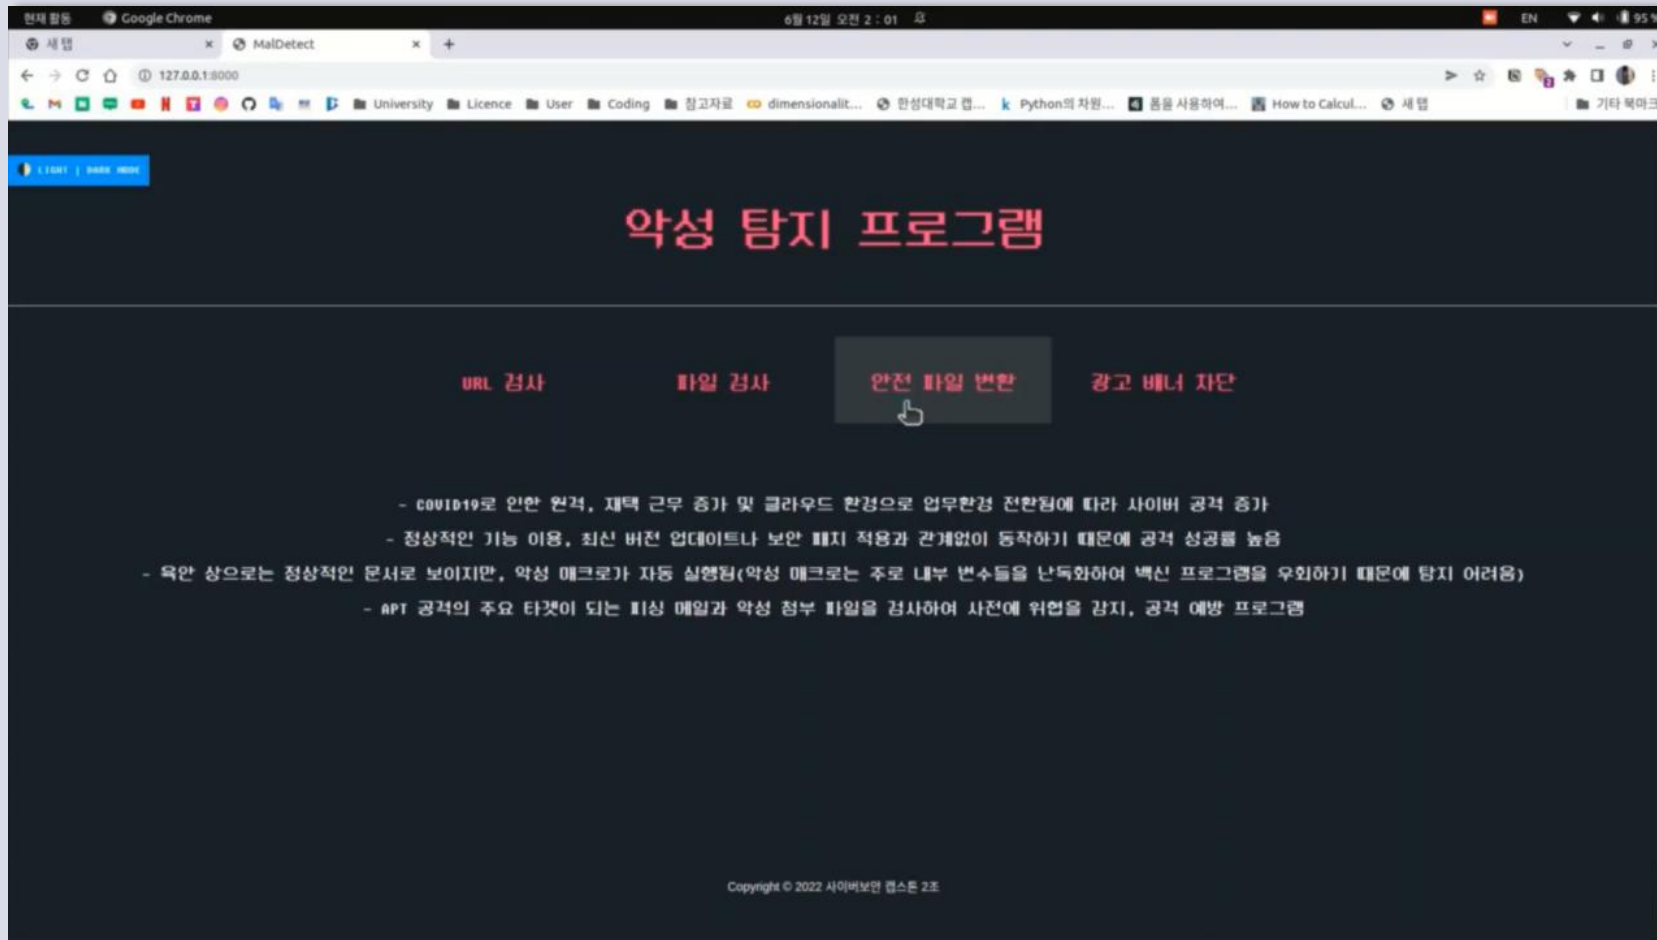 현재 활동 Google Chrome 6월 12일 오전 2 : 01 EN 95%
새 탭 MalDetect
127.0.0.1:8000
University Licence User Coding 참고자료 dimensionalit... 한성대학교 캡... Python의 차원... 폼을 사용하여... How to Calcul... 새 탭 기타 북마크
LIGHT | DARK MODE
악성 탐지 프로그램
URL 검사 파일 검사 안전 파일 변환 광고 배너 차단
- COVID19로 인한 원격, 재택 근무 증가 및 클라우드 환경으로 업무환경 전환됨에 따라 사이버 공격 증가
- 정상적인 기능 이용, 최신 버전 업데이트나 보안 패치 적용과 관계없이 동작하기 때문에 공격 성공률 높음
- 육안 상으로는 정상적인 문서로 보이지만, 악성 매크로가 자동 실행됨(악성 매크로는 주로 내부 변수들을 난독화하여 백신 프로그램을 우회하기 때문에 탐지 어려움)
- APT 공격의 주요 타겟이 되는 피싱 메일과 악성 첨부 파일을 검사하여 사전에 위협을 감지, 공격 예방 프로그램
Copyright © 2022 사이버보안 캡스톤 2조